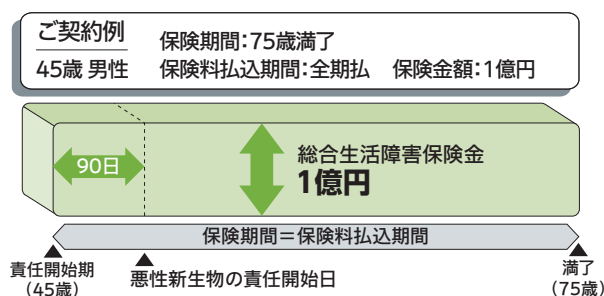 ご契約例
45歳 男性
保険期間:75歳満了
保険料払込期間:全期払 保険金額:1億円
90日
総合生活障害保険金
1億円
保険期間=保険料払込期間
責任開始期
(45歳)
悪性新生物の責任開始日
満了
(75歳)